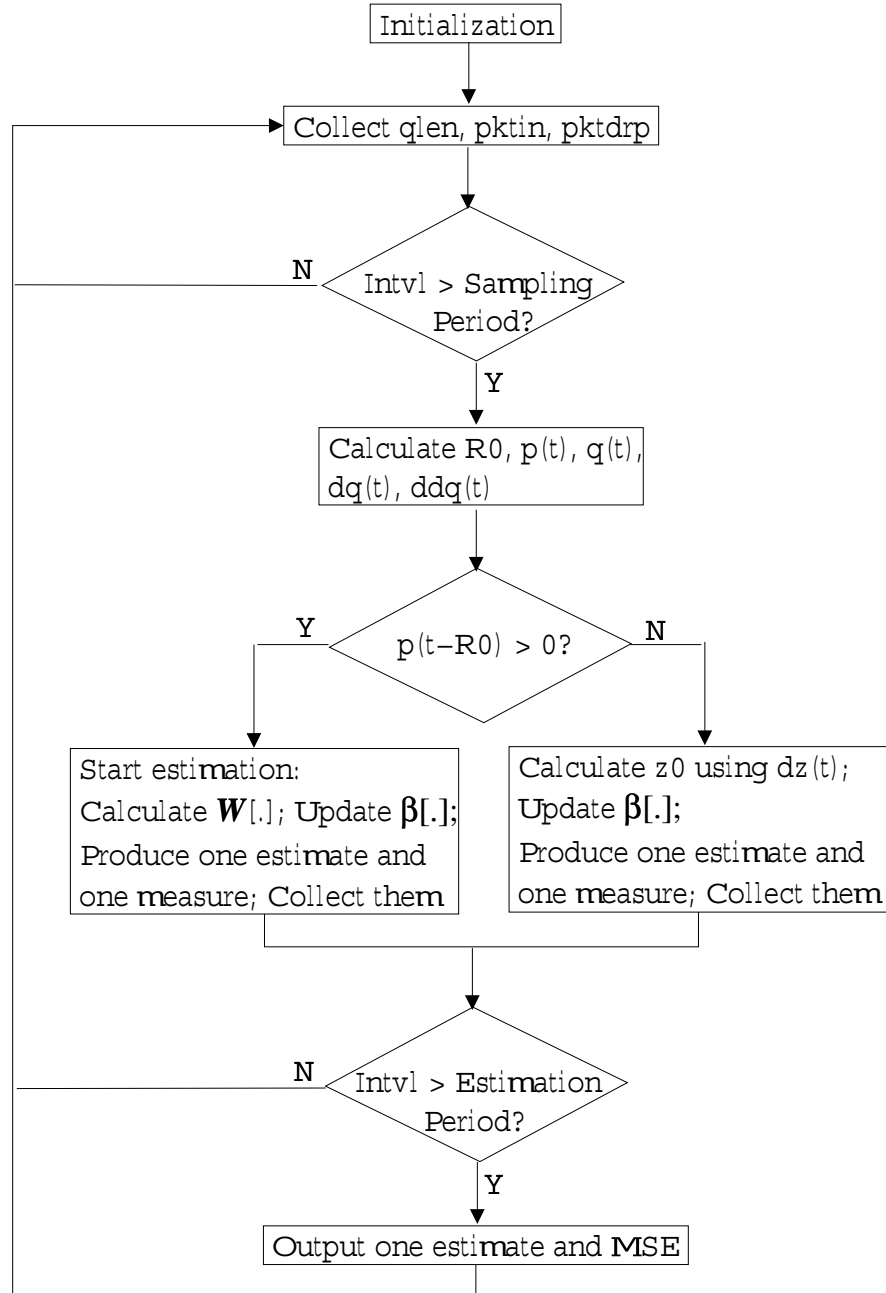 Initialization
Collect qlen, pktin, pktdrp
N
Intvl > Sampling
Period?
Y
Calculate R0, p(t), q(t),
dq(t), ddq(t)
Y
p(t−R0) > 0?
N
Start estimation:
Calculate W[.]; Update β[.];
Produce one estimate and
one measure; Collect them
Calculate z0 using dz(t);
Update β[.];
Produce one estimate and
one measure; Collect them
N
Intvl > Estimation
Period?
Y
Output one estimate and MSE